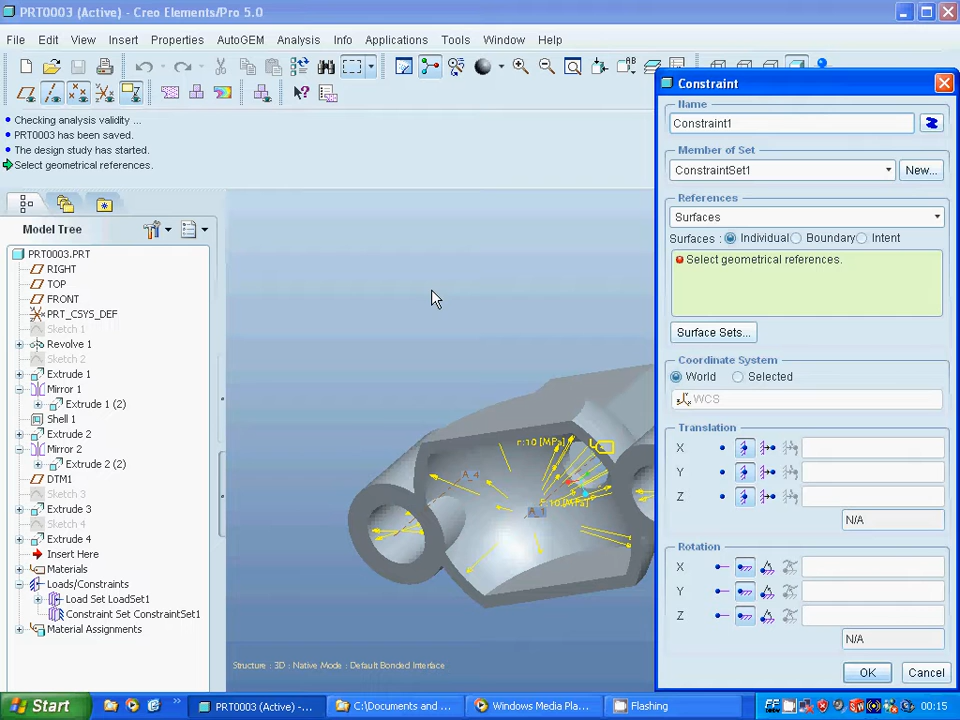 PRT0003 (Active) - Creo Elements/Pro 5.0
File Edit View Insert Properties AutoGEM Analysis Info Applications Tools Window Help
Checking analysis validity ...
PRT0003 has been saved.
The design study has started.
Select geometrical references.
Model Tree
PRT0003.PRT
RIGHT
TOP
FRONT
PRT_CSYS_DEF
Sketch 1
Revolve 1
Sketch 2
Extrude 1
Mirror 1
Extrude 1 (2)
Shell 1
Extrude 2
Mirror 2
Extrude 2 (2)
DTM1
Sketch 3
Extrude 3
Sketch 4
Extrude 4
Insert Here
Materials
Loads/Constraints
Load Set LoadSet1
Constraint Set ConstraintSet1
Material Assignments
r:10 [MPa]
A_4
A_1
Structure : 3D : Native Mode : Default Bonded Interface
Constraint
Name
Constraint1
Member of Set
ConstraintSet1
New...
References
Surfaces
Surfaces : Individual Boundary Intent
Select geometrical references.
Surface Sets...
Coordinate System
World Selected
WCS
Translation
X
Y
Z
N/A
Rotation
X
Y
Z
N/A
OK Cancel
Start
PRT0003 (Active) -...
C:\Documents and ...
Windows Media Pla...
Flashing
00:15